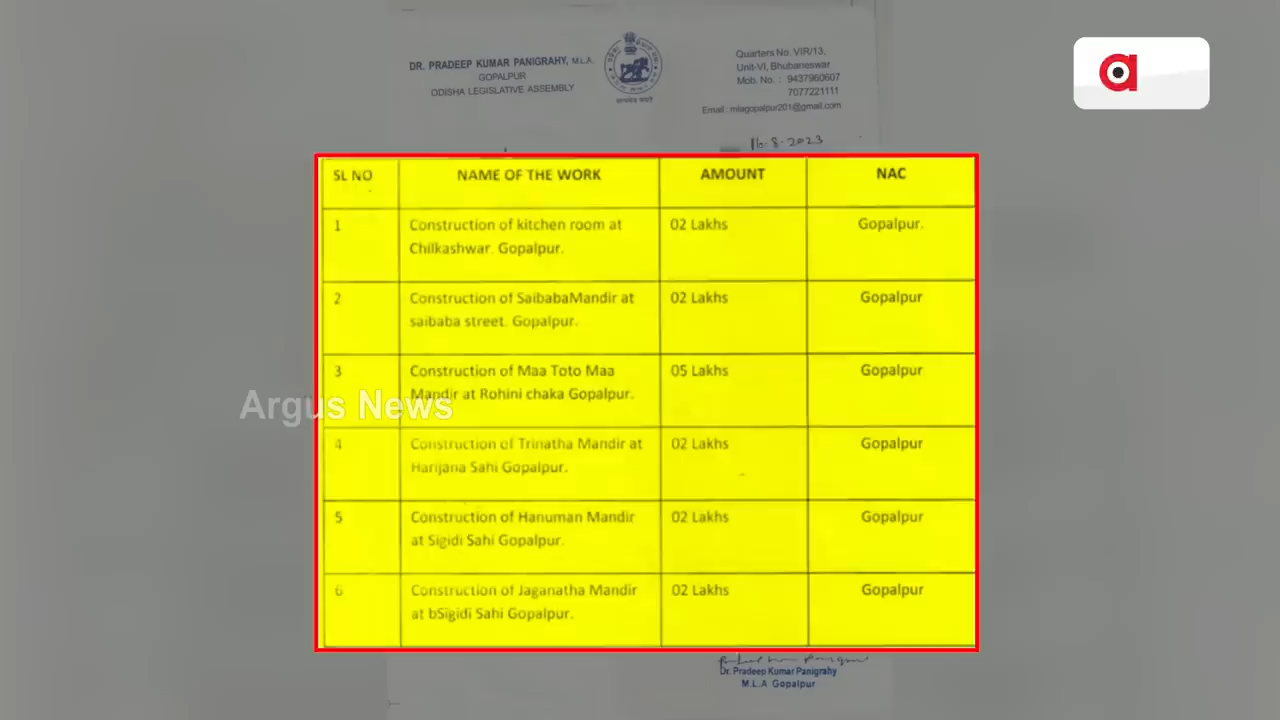 DR. PRADEEP KUMAR PANIGRAHY, M.L.A.
GOPALPUR
ODISHA LEGISLATIVE ASSEMBLY
Quarters No. VIR/13,
Unit-VI, Bhubaneswar
Mob. No. : 9437960607
7077221111
Email: mlagopalpur201@gmail.com
16.8.2023
SL NO NAME OF THE WORK AMOUNT NAC
1 Construction of kitchen room at 02 Lakhs Gopalpur.
Chilkashwar. Gopalpur.
2 Construction of SaibabaMandir at 02 Lakhs Gopalpur
saibaba street. Gopalpur.
3 Construction of Maa Toto Maa 05 Lakhs Gopalpur
Mandir at Rohini chaka Gopalpur.
Argus News
4 Construction of Trinatha Mandir at 02 Lakhs Gopalpur
Harijana Sahi Gopalpur.
5 Construction of Hanuman Mandir 02 Lakhs Gopalpur
at Sigidi Sahi Gopalpur.
6 Construction of Jaganatha Mandir 02 Lakhs Gopalpur
at bSigidi Sahi Gopalpur.
Dr. Pradeep Kumar Panigrahy
M.L.A Gopalpur